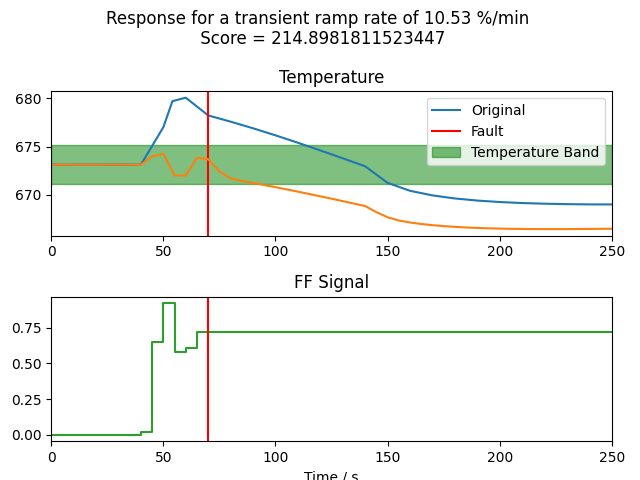 Response for a transient ramp rate of 10.53 %/min
Score = 214.8981811523447
Temperature
680
675
670
Original
Fault
Temperature Band
0 50 100 150 200 250
FF Signal
0.75
0.50
0.25
0.00
0 50 100 150 200 250
Time / s